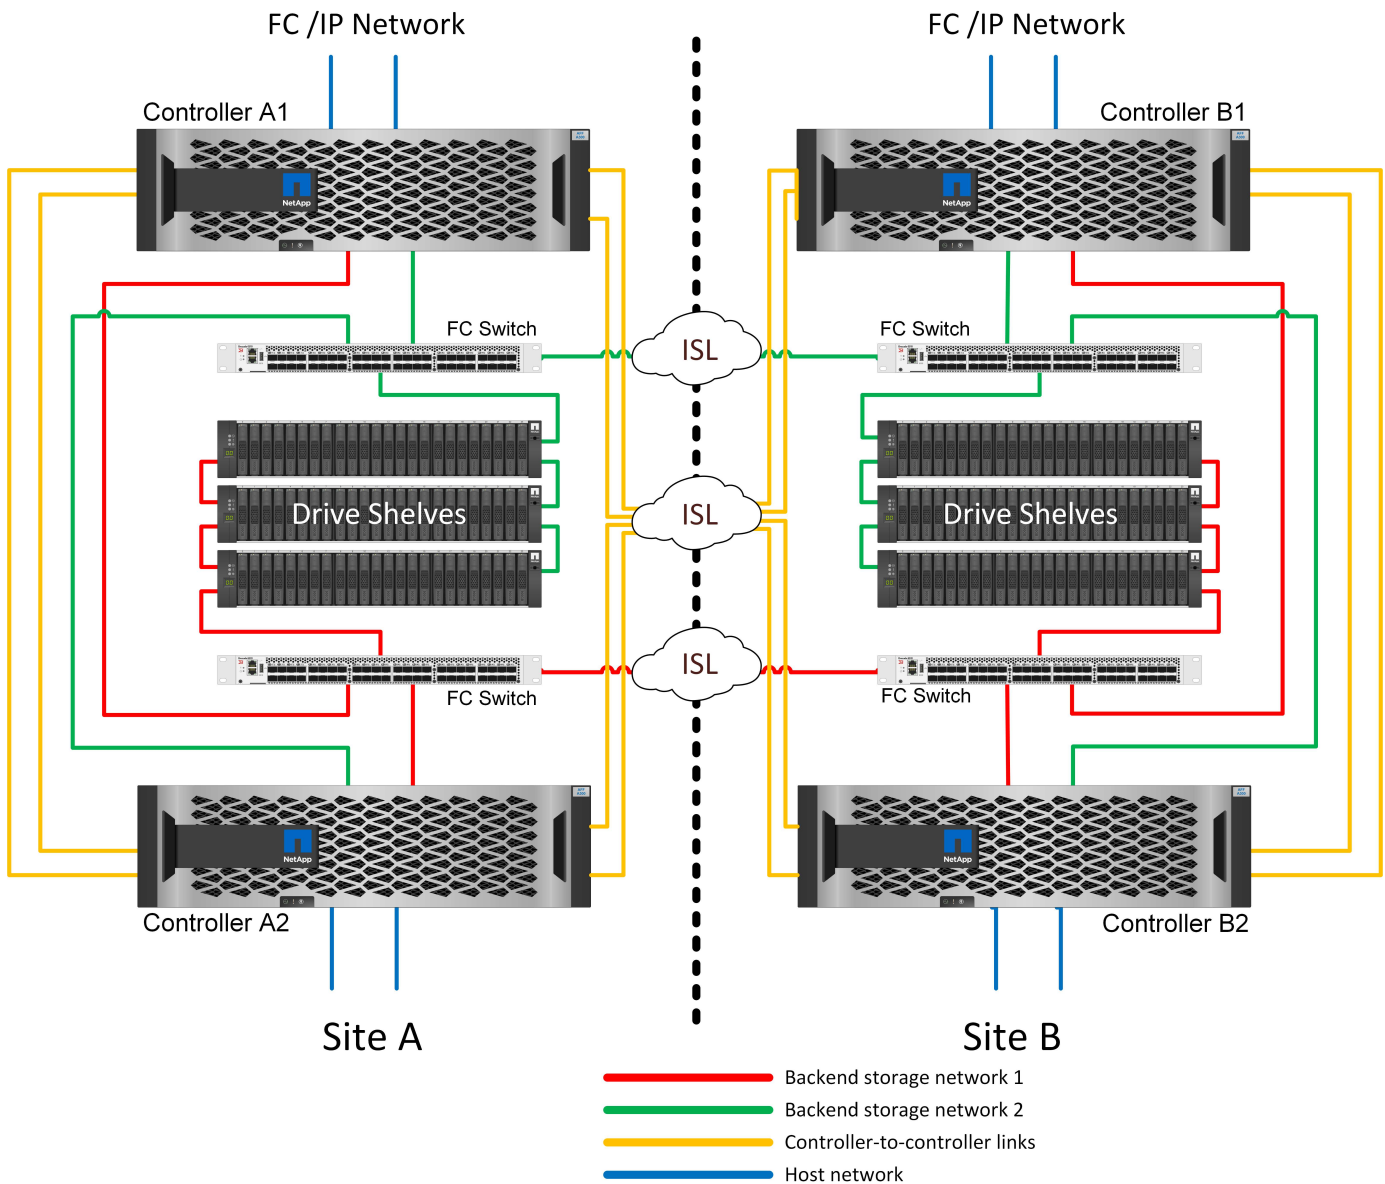 FC /IP Network
FC /IP Network
Controller A1
Controller B1
NetApp
NetApp
FC Switch
FC Switch
ISL
Drive Shelves
ISL
Drive Shelves
ISL
FC Switch
FC Switch
NetApp
NetApp
Controller A2
Controller B2
Site A
Site B
Backend storage network 1
Backend storage network 2
Controller-to-controller links
Host network